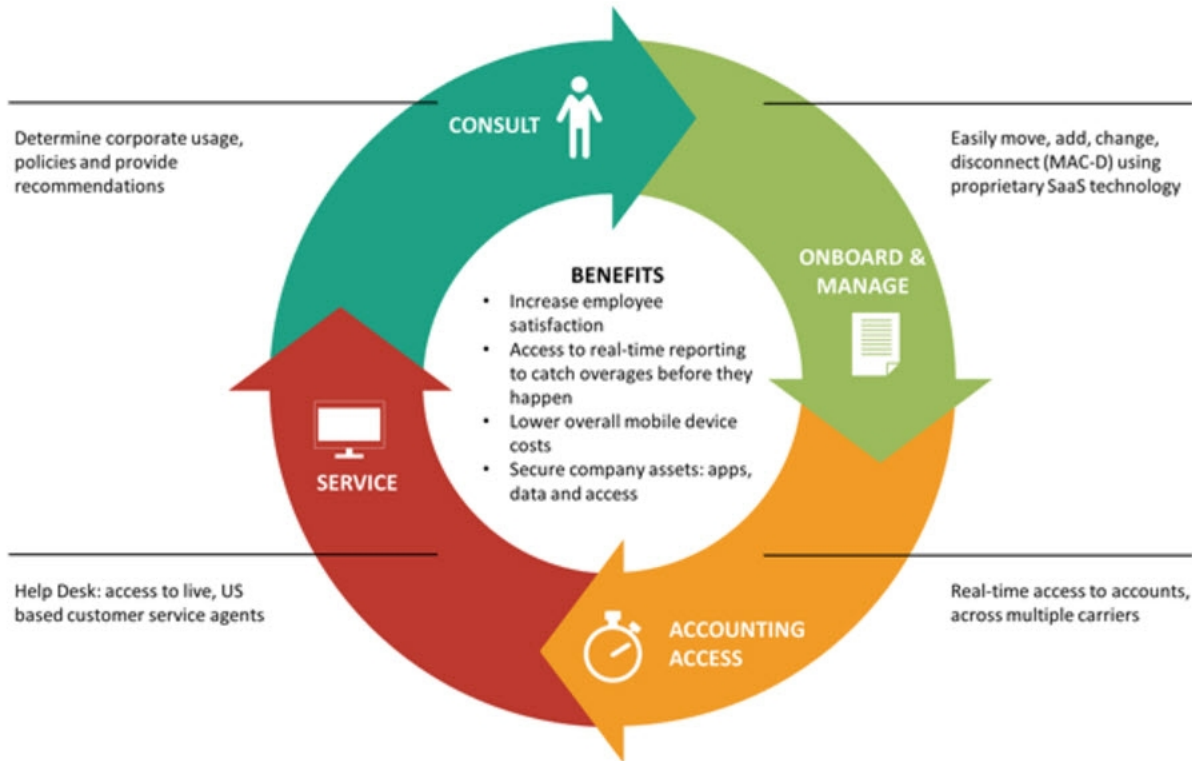 CONSULT
Determine corporate usage,
policies and provide
recommendations
Easily move, add, change,
disconnect (MAC-D) using
proprietary SaaS technology
ONBOARD &
MANAGE
BENEFITS
• Increase employee
satisfaction
• Access to real-time reporting
to catch overages before they
happen
• Lower overall mobile device
costs
• Secure company assets: apps,
data and access
SERVICE
Help Desk: access to live, US
based customer service agents
Real-time access to accounts,
across multiple carriers
ACCOUNTING
ACCESS